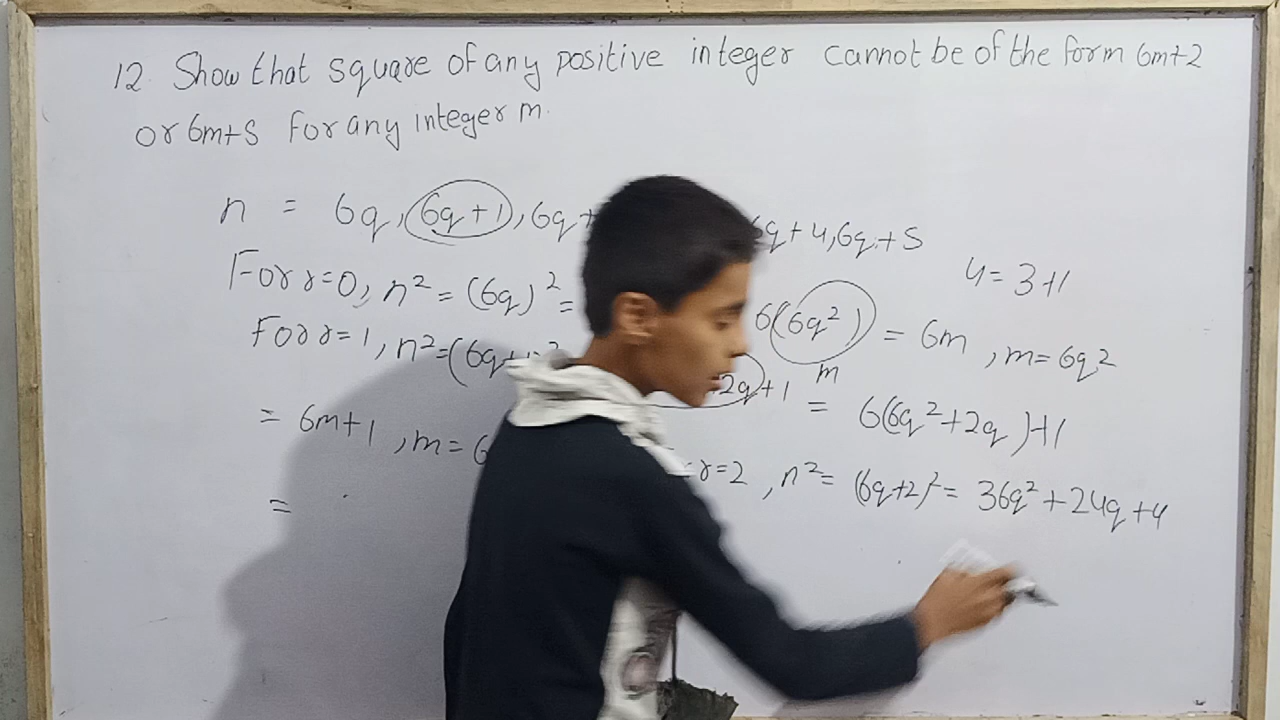 12. Show that square of any positive integer cannot be of the form 6m+2
or 6m+5 for any integer m.
n = 6q, 6q+1, 6q+ 6q+4, 6q+5
4 = 3+1
For r=0, n² = (6q)² = 6(6q²) = 6m, m=6q²
m
For r=1, n²=(6q+ 2q+1 = 6(6q²+2q)+1
= 6m+1, m=6 r=2, n²= (6q+2)²= 36q²+24q+4
=